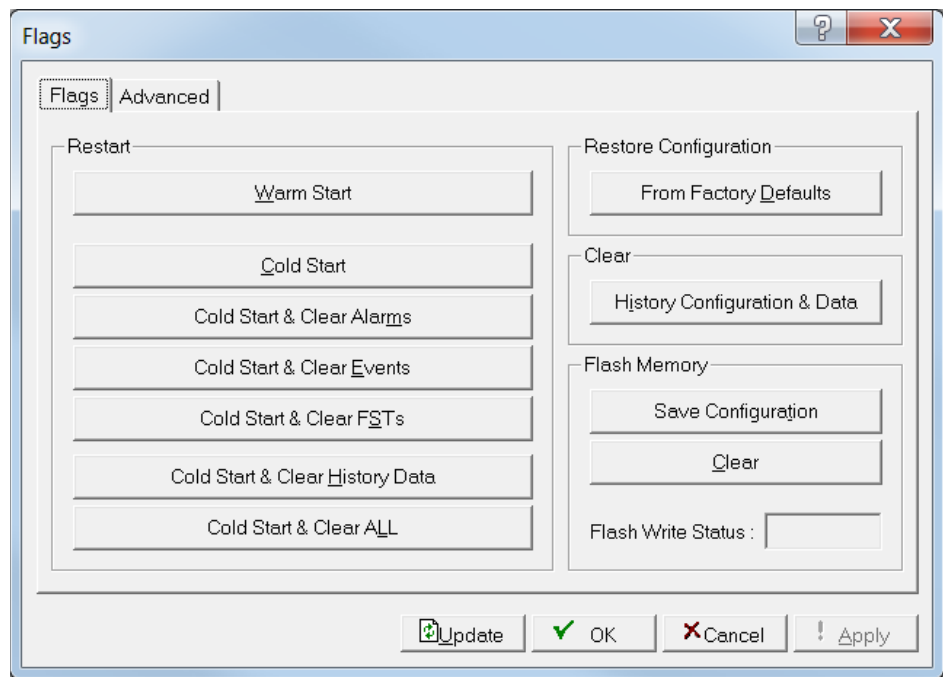 Flags
Flags Advanced
Restart
Warm Start
Cold Start
Cold Start & Clear Alarms
Cold Start & Clear Events
Cold Start & Clear FSTs
Cold Start & Clear History Data
Cold Start & Clear ALL
Restore Configuration
From Factory Defaults
Clear
History Configuration & Data
Flash Memory
Save Configuration
Clear
Flash Write Status :
Update OK Cancel ! Apply